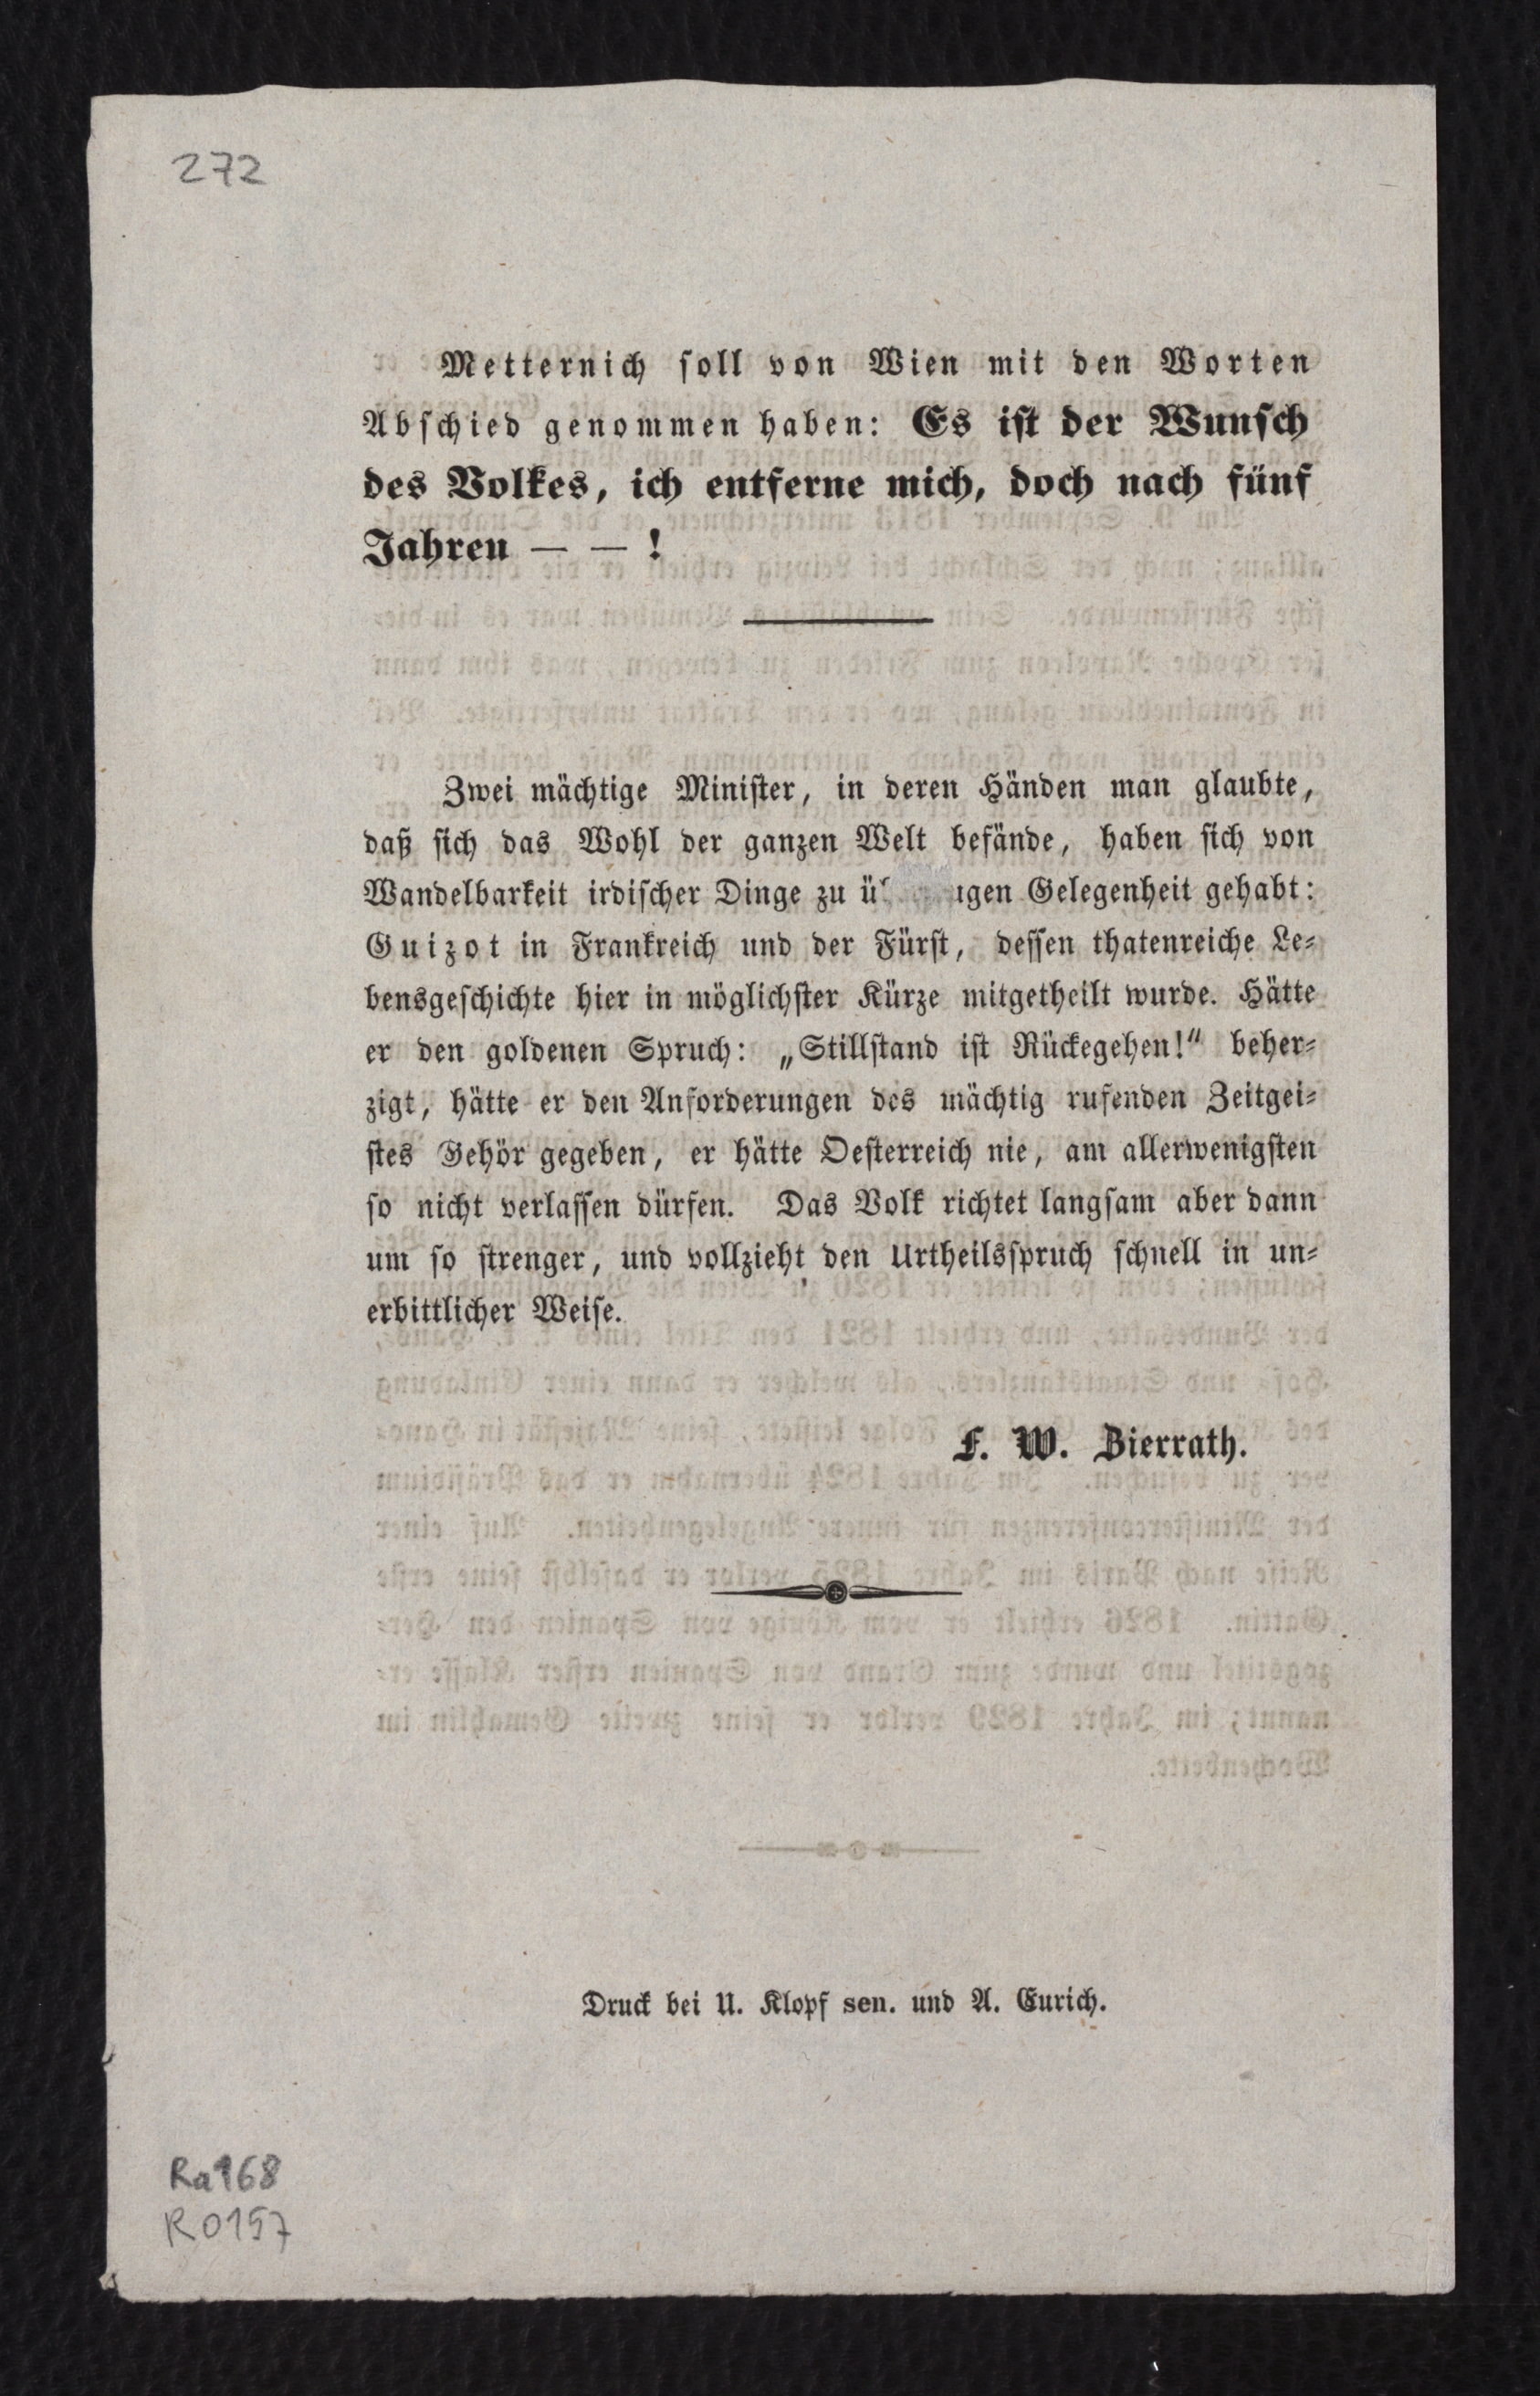 272
Metternich soll von Wien mit den Worten
Abschied genommen haben: Es ist der Wunsch
des Volkes, ich entferne mich, doch nach fünf
Jahren — — !
Zwei mächtige Minister, in deren Händen man glaubte,
daß sich das Wohl der ganzen Welt befände, haben sich von
Wandelbarkeit irdischer Dinge zu Gelegenheit gehabt:
Guizot in Frankreich und der Fürst, dessen thatenreiche Le-
bensgeschichte hier in möglichster Kürze mitgetheilt wurde. Hätte
er den goldenen Spruch: „Stillstand ist Rückegehen!“ beher-
zigt, hätte er den Anforderungen des mächtig rufenden Zeitgei-
stes Gehör gegeben, er hätte Oesterreich nie, am allerwenigsten
so nicht verlassen dürfen. Das Volk richtet langsam aber dann
um so strenger, und vollzieht den Urtheilsspruch schnell in un-
erbittlicher Weise.
F. W. Bierrath.
Druck bei U. Klopf sen. und A. Eurich.
Ra168
R0157